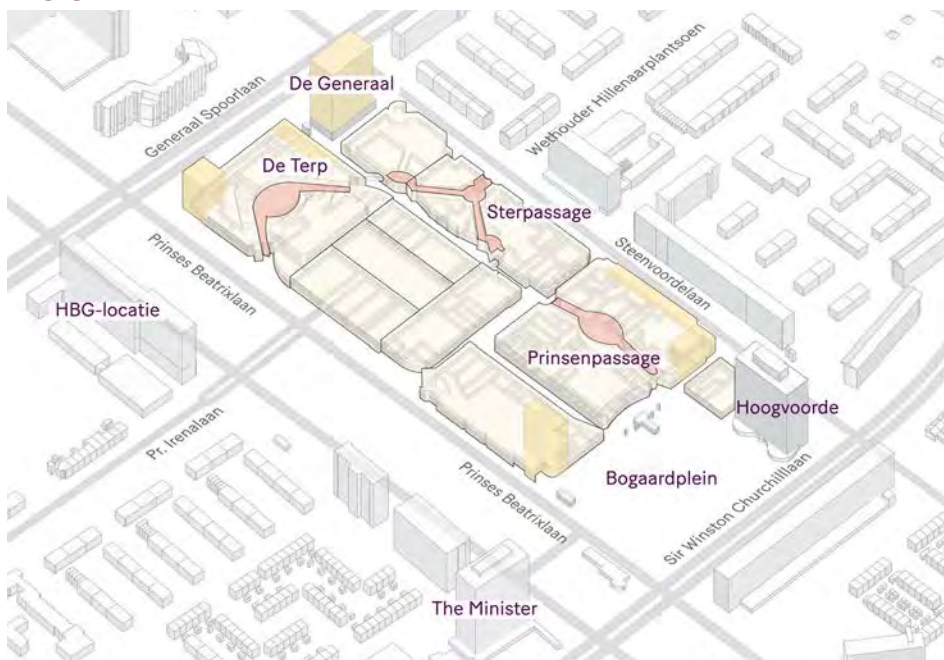 De Generaal
Generaal Spoorlaan
Wethouder Hillenaarplantsoen
De Terp
Sterpassage
Steenvoordelaan
Prinses Beatrixlaan
HBG-locatie
Prinsenpassage
Hoogvoorde
Pr. Irenalaan
Bogaardplein
Prinses Beatrixlaan
Sir Winston Churchilllaan
The Minister